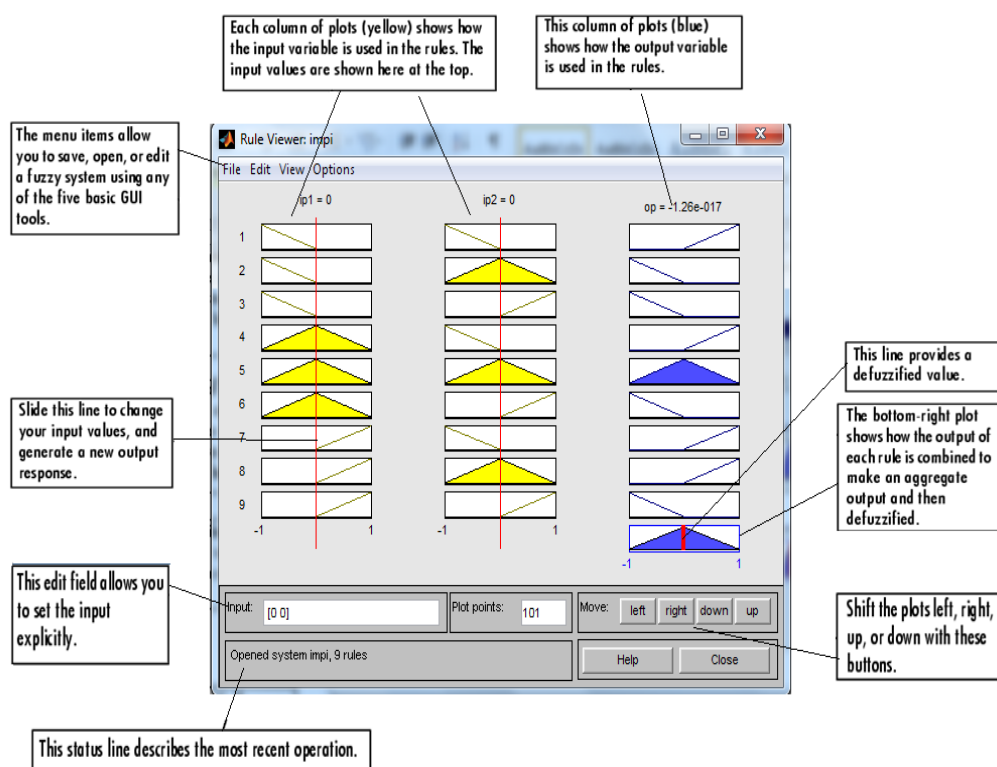 Each column of plots (yellow) shows how
the input variable is used in the rules. The
input values are shown here at the top.
This column of plots (blue)
shows how the output variable
is used in the rules.
The menu items allow
you to save, open, or edit
a fuzzy system using any
of the five basic GUI
tools.
Rule Viewer: impi
File Edit View Options
ip1 = 0
ip2 = 0
op = -1.26e-017
1
2
3
4
5
6
7
8
9
-1 1
-1 1
-1 1
This line provides a
defuzzified value.
Slide this line to change
your input values, and
generate a new output
response.
The bottom-right plot
shows how the output of
each rule is combined to
make an aggregate
output and then
defuzzified.
This edit field allows you
to set the input
explicitly.
Input: [0 0]
Plot points: 101
Move: left right down up
Shift the plots left, right,
up, or down with these
buttons.
Opened system impi, 9 rules
Help Close
This status line describes the most recent operation.